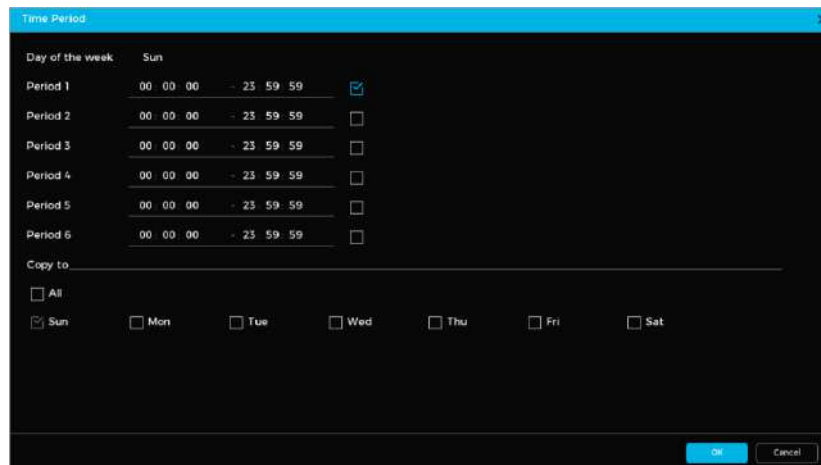 Time Period
Day of the week Sun
Period 1 00 : 00 : 00 - 23 : 59 : 59
Period 2 00 : 00 : 00 - 23 : 59 : 59
Period 3 00 : 00 : 00 - 23 : 59 : 59
Period 4 00 : 00 : 00 - 23 : 59 : 59
Period 5 00 : 00 : 00 - 23 : 59 : 59
Period 6 00 : 00 : 00 - 23 : 59 : 59
Copy to
All
Sun Mon Tue Wed Thu Fri Sat
OK Cancel